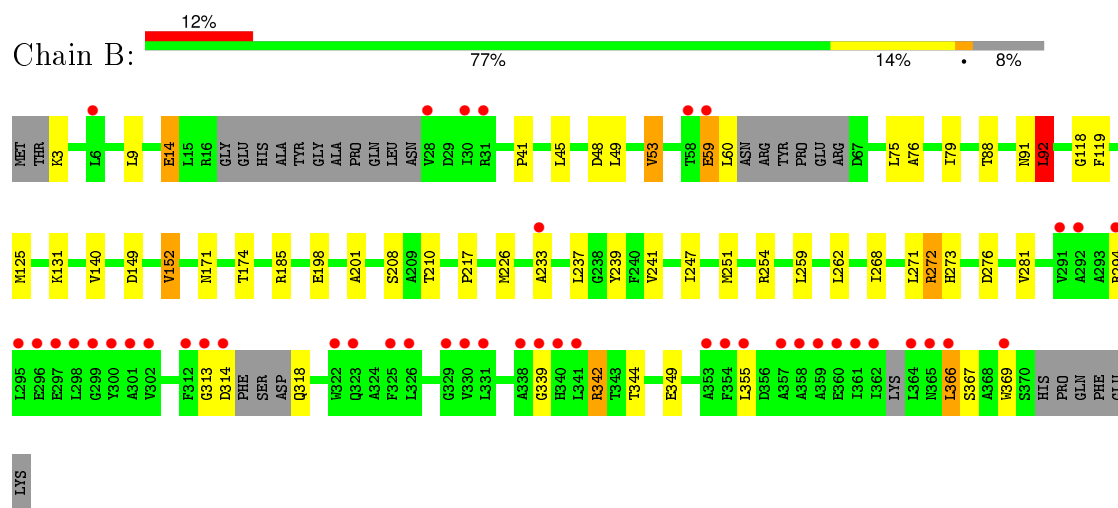 12%
Chain B:
77% 14% • 8%
MET THR K3 L6 L9 E14 L15 R16 GLY GLU HIS ALA TYR GLY ALA PRO GLN LEU ASN V28 D29 I30 R31 P41 L45 D48 L49 V53 T58 E59 L60 ASN ARG TYR PRO GLU ARG D67 L75 A76 I79 T88 N91 L92 G118 F119
M125 K131 V140 D149 V152 N171 T174 R185 E198 A201 S208 A209 T210 P217 M226 A233 L237 G238 Y239 F240 V241 I247 M251 R254 L259 L262 I268 L271 R272 H273 D276 V281 V291 A292 A293
L295 E296 E297 L298 G299 Y300 A301 V302 F312 G313 D314 PHE SER ASP Q318 W322 Q323 A324 F325 L326 G329 V330 L331 A338 G339 H340 L341 R342 T343 T344 E349 A353 F354 L355 D356 A357 A358 A359 E360 I361 I362 LYS L364 N365 L366 S367 A368 W369 S370 HIS PRO GLN PHE GLU
LYS